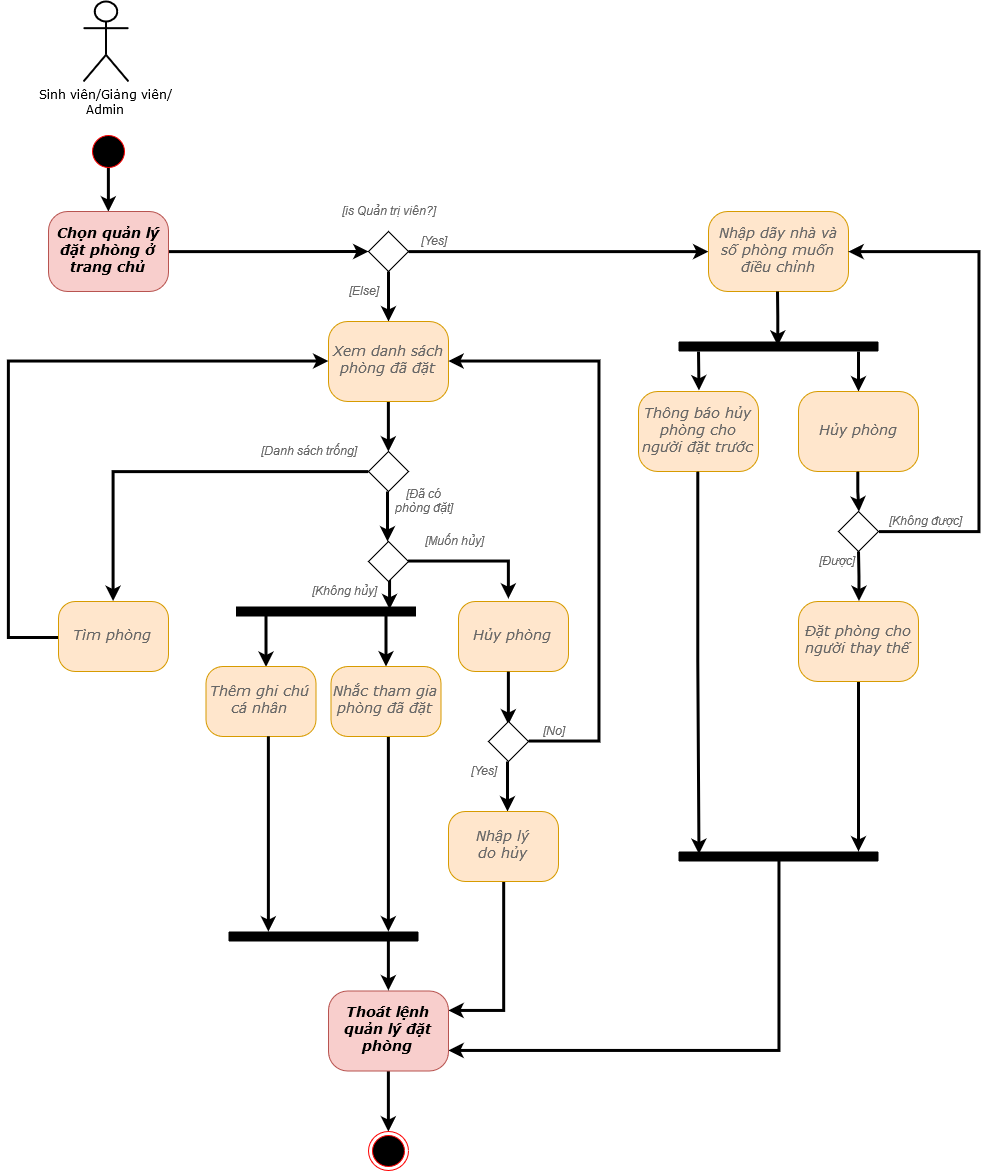 Sinh viên/Giảng viên/
Admin
Chọn quản lý
đặt phòng ở
trang chủ
[is Quản trị viên?]
[Yes]
[Else]
Nhập dãy nhà và
số phòng muốn
điều chỉnh
Xem danh sách
phòng đã đặt
Thông báo hủy
phòng cho
người đặt trước
Hủy phòng
[Danh sách trống]
[Đã có
phòng đặt]
[Muốn hủy]
[Không được]
[Được]
[Không hủy]
Tìm phòng
Hủy phòng
Đặt phòng cho
người thay thế
Thêm ghi chú
cá nhân
Nhắc tham gia
phòng đã đặt
[No]
[Yes]
Nhập lý
do hủy
Thoát lệnh
quản lý đặt
phòng